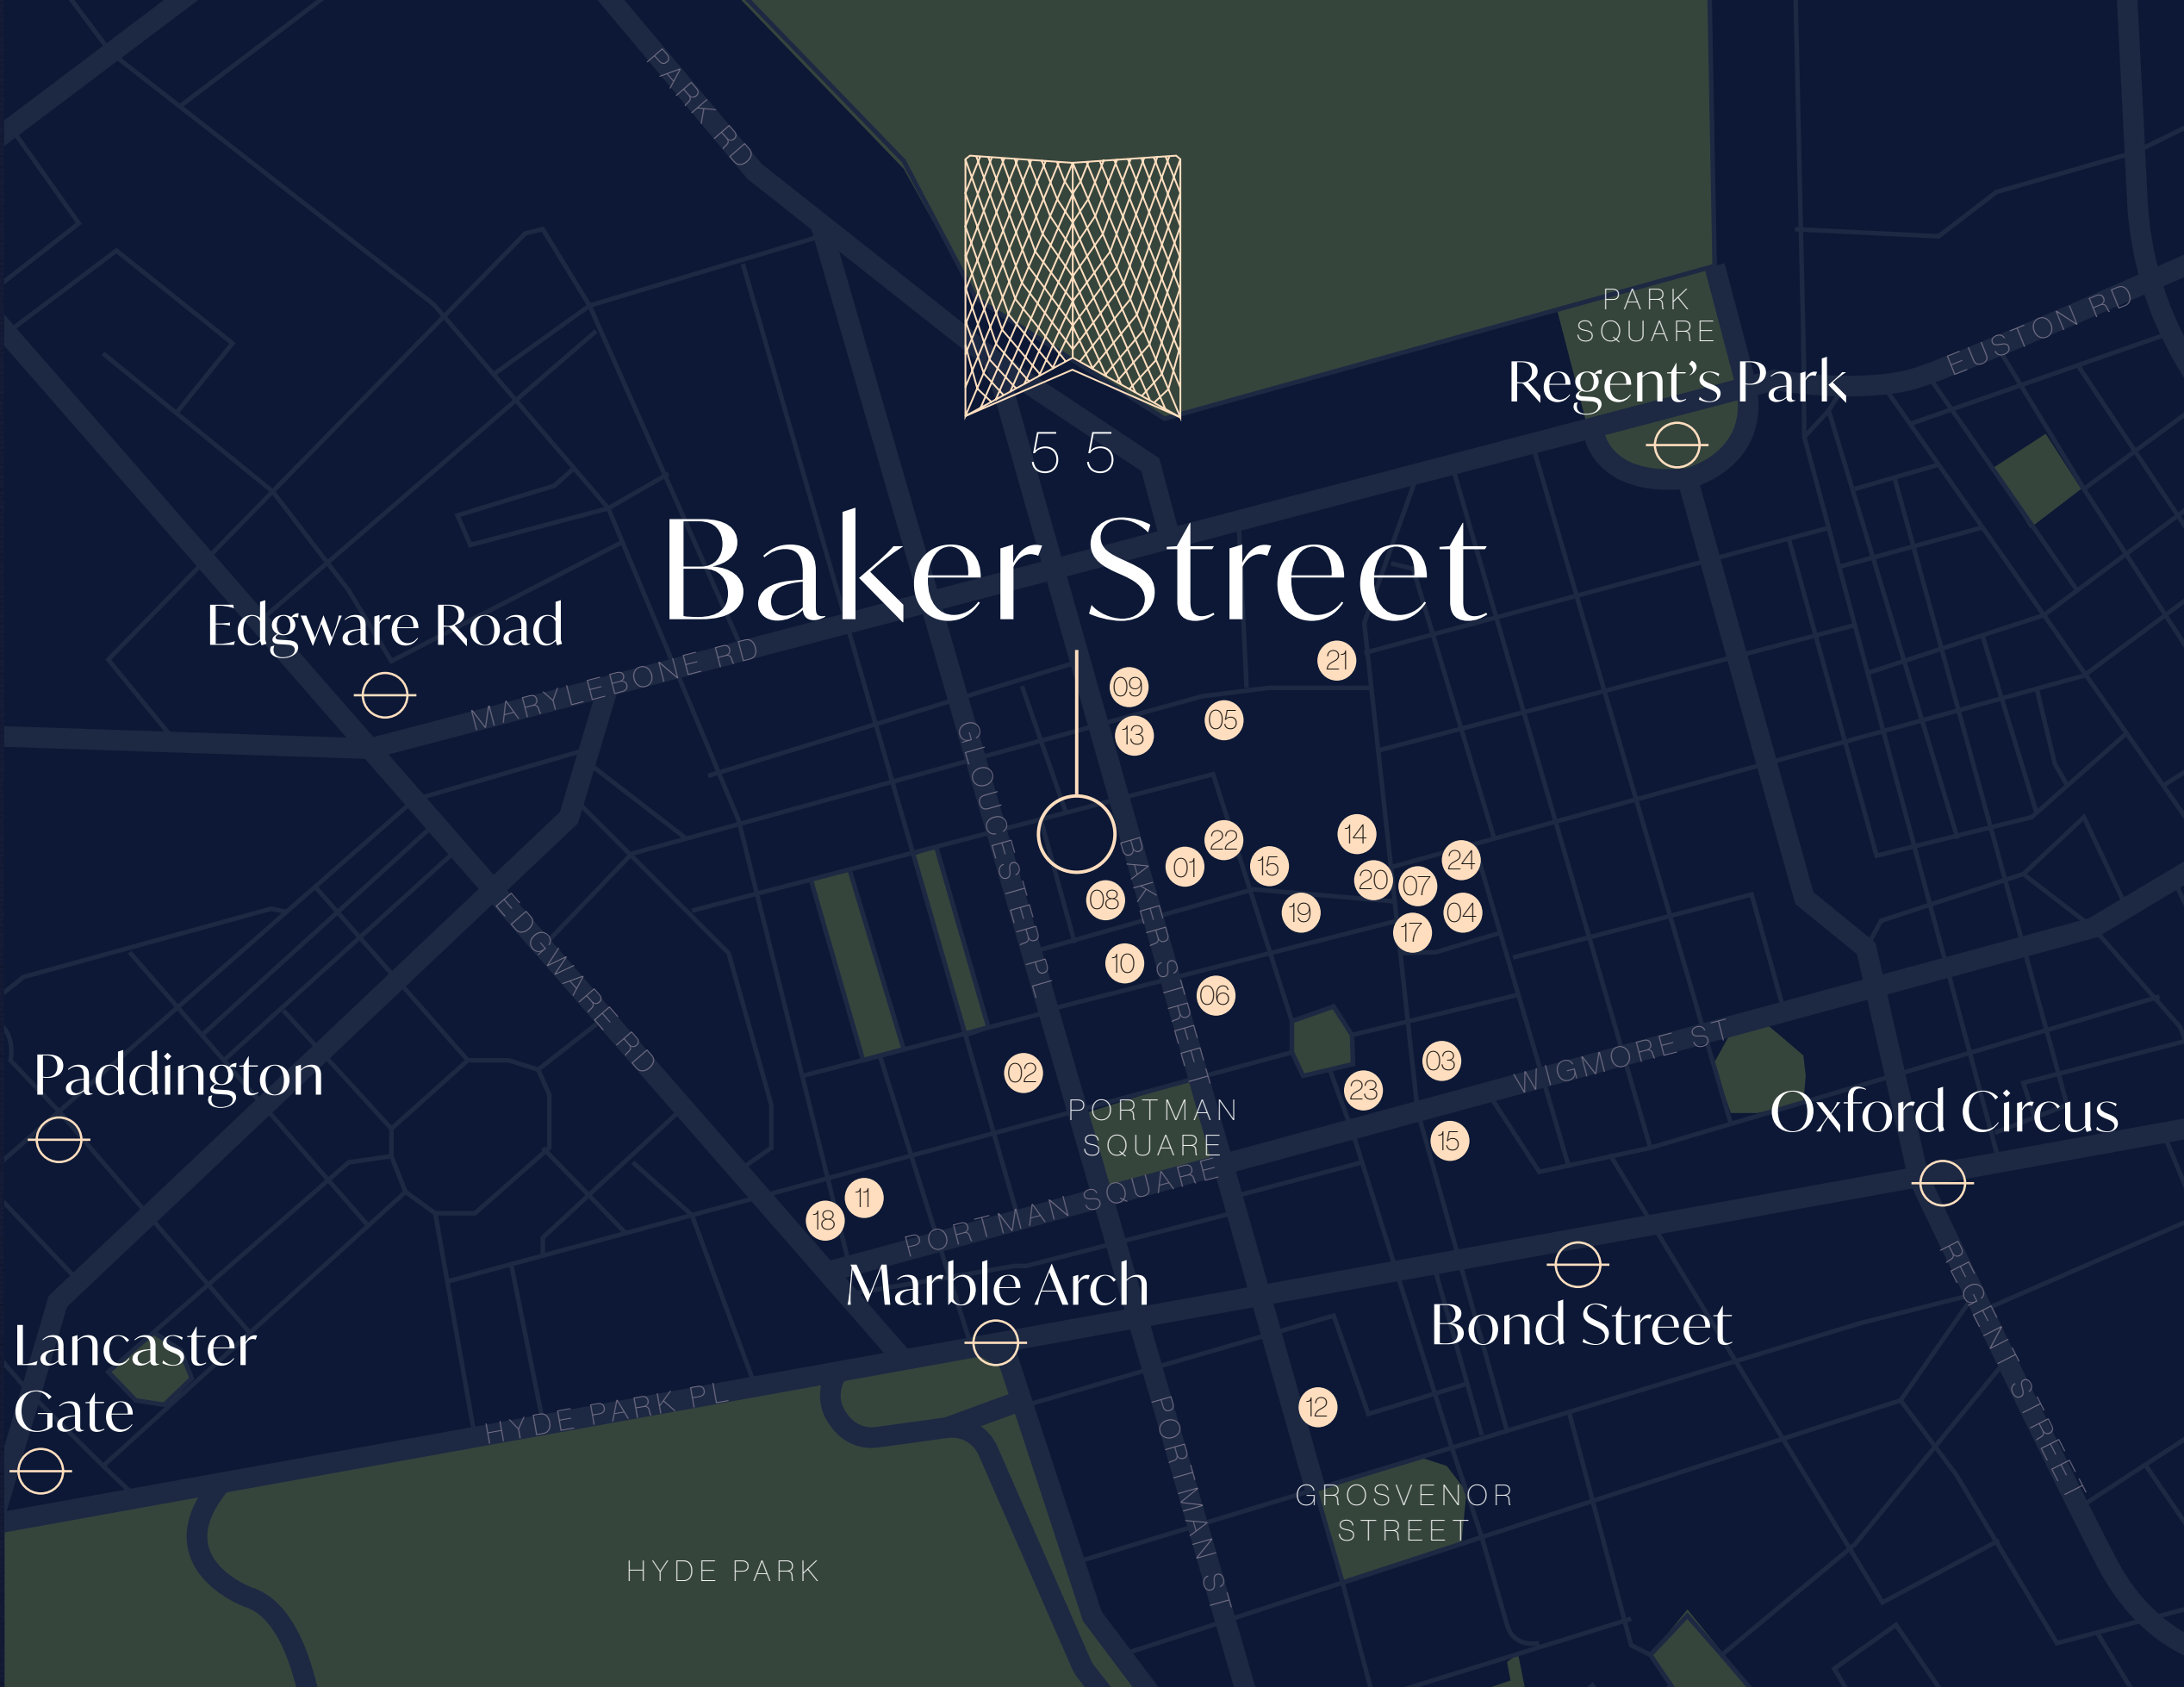 PARK RD
PARK
SQUARE
EUSTON RD
Regent's Park
5 5
Baker Street
Edgware Road
MARYLEBONE RD
21
09
05
13
GLOUCESTER PL
BAKER STREET
14
22
24
01
15
20
07
08
19
04
17
EDGWARE RD
10
06
Paddington
02
03
WIGMORE ST
23
PORTMAN
SQUARE
Oxford Circus
15
PORTMAN SQUARE
11
18
Marble Arch
Bond Street
REGENT STREET
Lancaster
Gate
HYDE PARK PL
12
PORTMAN ST
GROSVENOR
STREET
HYDE PARK